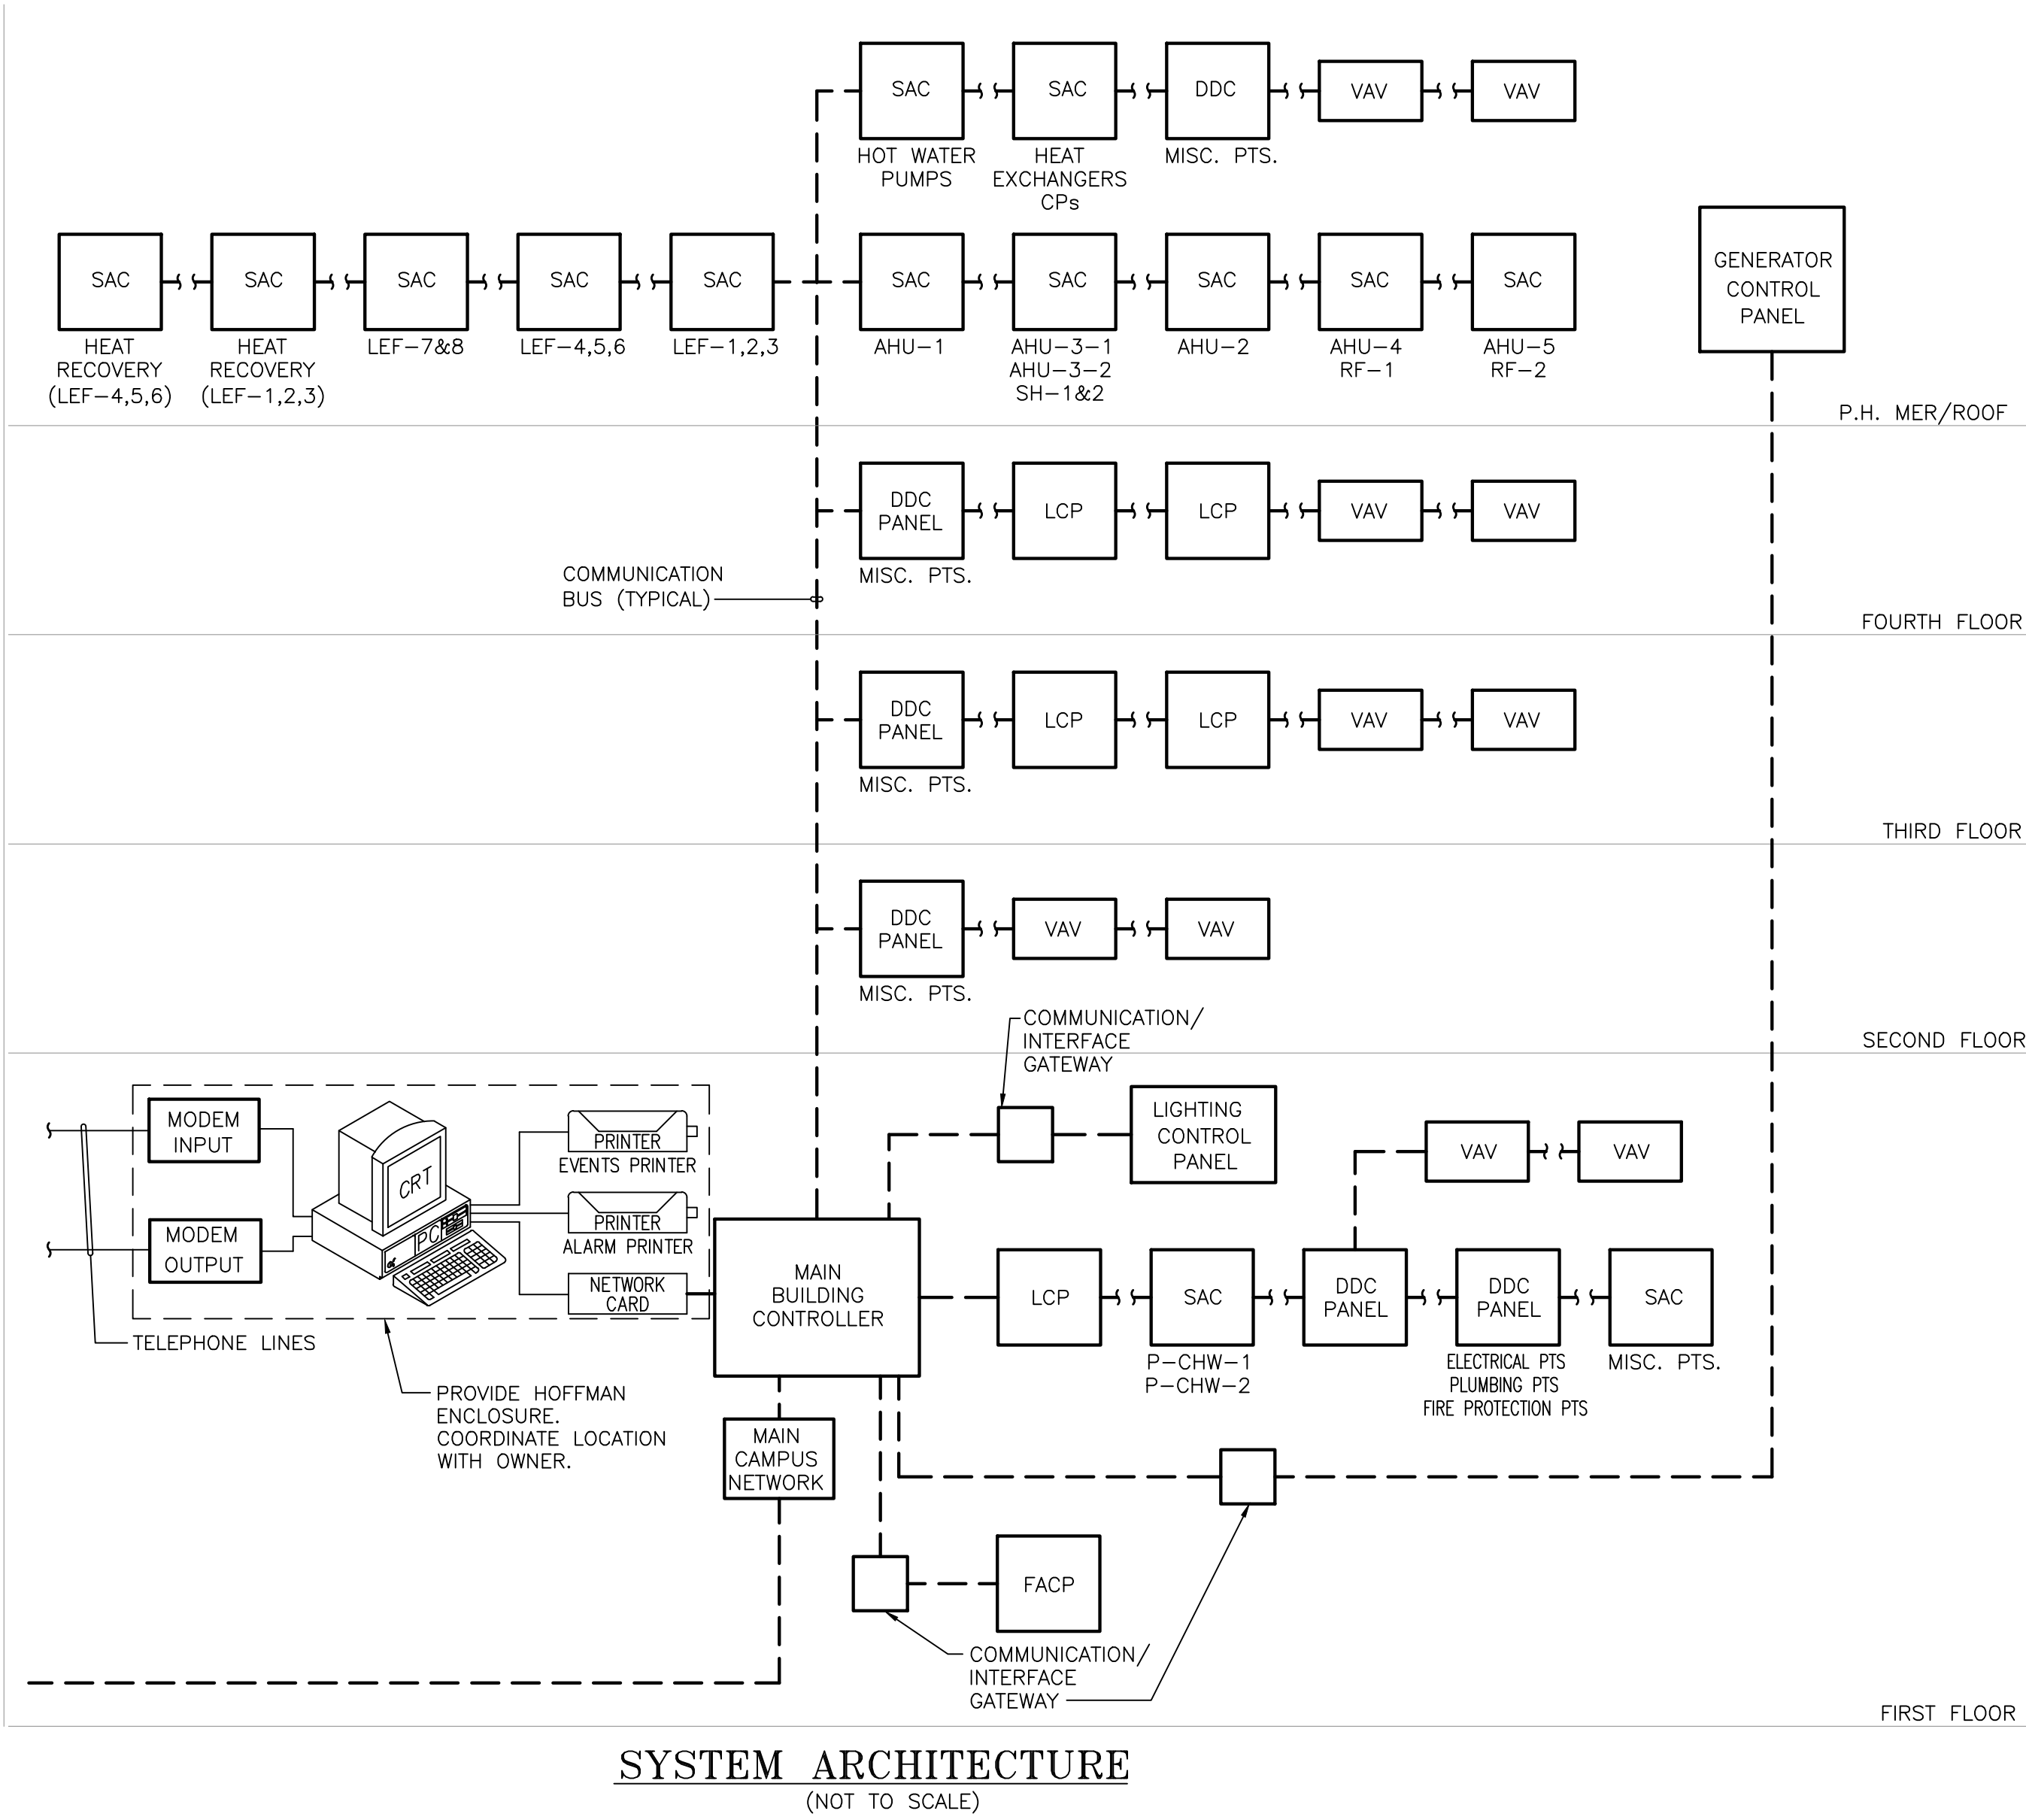 SAC
SAC
DDC
VAV
VAV
HOT WATER
PUMPS
HEAT
EXCHANGERS
CPs
MISC. PTS.
SAC
SAC
SAC
SAC
SAC
SAC
SAC
SAC
SAC
SAC
HEAT
RECOVERY
(LEF-4,5,6)
HEAT
RECOVERY
(LEF-1,2,3)
LEF-7&8
LEF-4,5,6
LEF-1,2,3
AHU-1
AHU-3-1
AHU-3-2
SH-1&2
AHU-2
AHU-4
RF-1
AHU-5
RF-2
GENERATOR
CONTROL
PANEL
P.H. MER/ROOF
DDC
PANEL
LCP
LCP
VAV
VAV
MISC. PTS.
COMMUNICATION
BUS (TYPICAL)
FOURTH FLOOR
DDC
PANEL
LCP
LCP
VAV
VAV
MISC. PTS.
THIRD FLOOR
DDC
PANEL
VAV
VAV
MISC. PTS.
SECOND FLOOR
COMMUNICATION/
INTERFACE
GATEWAY
MODEM
INPUT
MODEM
OUTPUT
CRT
PC
PRINTER
EVENTS PRINTER
PRINTER
ALARM PRINTER
NETWORK
CARD
TELEPHONE LINES
PROVIDE HOFFMAN
ENCLOSURE.
COORDINATE LOCATION
WITH OWNER.
LIGHTING
CONTROL
PANEL
VAV
VAV
MAIN
BUILDING
CONTROLLER
LCP
SAC
DDC
PANEL
DDC
PANEL
SAC
P-CHW-1
P-CHW-2
ELECTRICAL PTS
PLUMBING PTS
FIRE PROTECTION PTS
MISC. PTS.
MAIN
CAMPUS
NETWORK
FACP
COMMUNICATION/
INTERFACE
GATEWAY
FIRST FLOOR
SYSTEM ARCHITECTURE
(NOT TO SCALE)